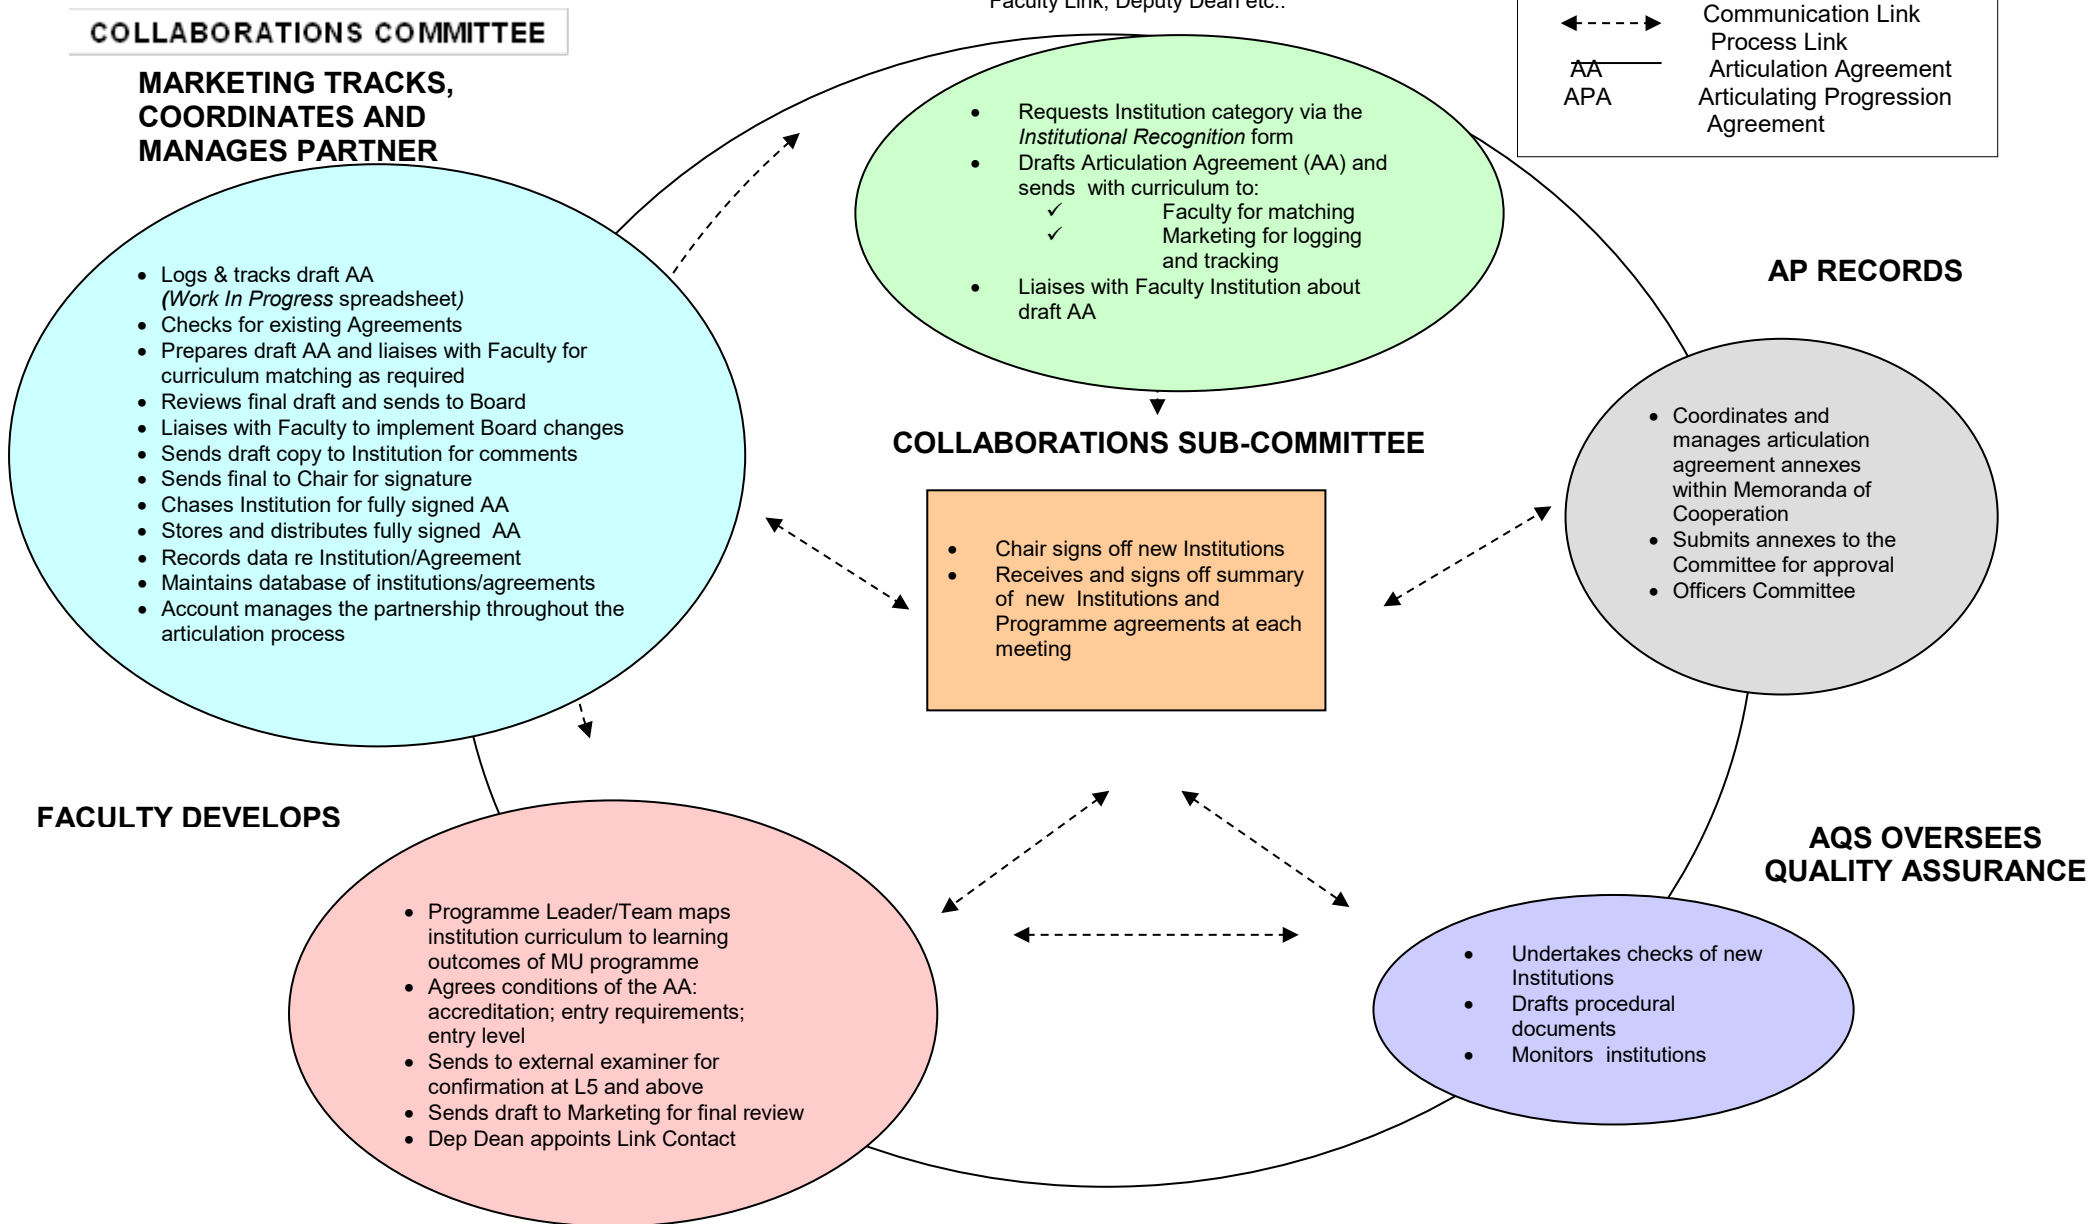 Faculty Link, Deputy Dean etc..
COLLABORATIONS COMMITTEE
Communication Link
Process Link
AA Articulation Agreement
APA Articulating Progression
Agreement
MARKETING TRACKS,
COORDINATES AND
MANAGES PARTNER
• Requests Institution category via the
Institutional Recognition form
• Drafts Articulation Agreement (AA) and
sends with curriculum to:
✓ Faculty for matching
✓ Marketing for logging
and tracking
• Liaises with Faculty Institution about
draft AA
AP RECORDS
• Logs & tracks draft AA
(Work In Progress spreadsheet)
• Checks for existing Agreements
• Prepares draft AA and liaises with Faculty for
curriculum matching as required
• Reviews final draft and sends to Board
• Liaises with Faculty to implement Board changes
• Sends draft copy to Institution for comments
• Sends final to Chair for signature
• Chases Institution for fully signed AA
• Stores and distributes fully signed AA
• Records data re Institution/Agreement
• Maintains database of institutions/agreements
• Account manages the partnership throughout the
articulation process
COLLABORATIONS SUB-COMMITTEE
• Chair signs off new Institutions
• Receives and signs off summary
of new Institutions and
Programme agreements at each
meeting
• Coordinates and
manages articulation
agreement annexes
within Memoranda of
Cooperation
• Submits annexes to the
Committee for approval
• Officers Committee
FACULTY DEVELOPS
• Programme Leader/Team maps
institution curriculum to learning
outcomes of MU programme
• Agrees conditions of the AA:
accreditation; entry requirements;
entry level
• Sends to external examiner for
confirmation at L5 and above
• Sends draft to Marketing for final review
• Dep Dean appoints Link Contact
AQS OVERSEES
QUALITY ASSURANCE
• Undertakes checks of new
Institutions
• Drafts procedural
documents
• Monitors institutions